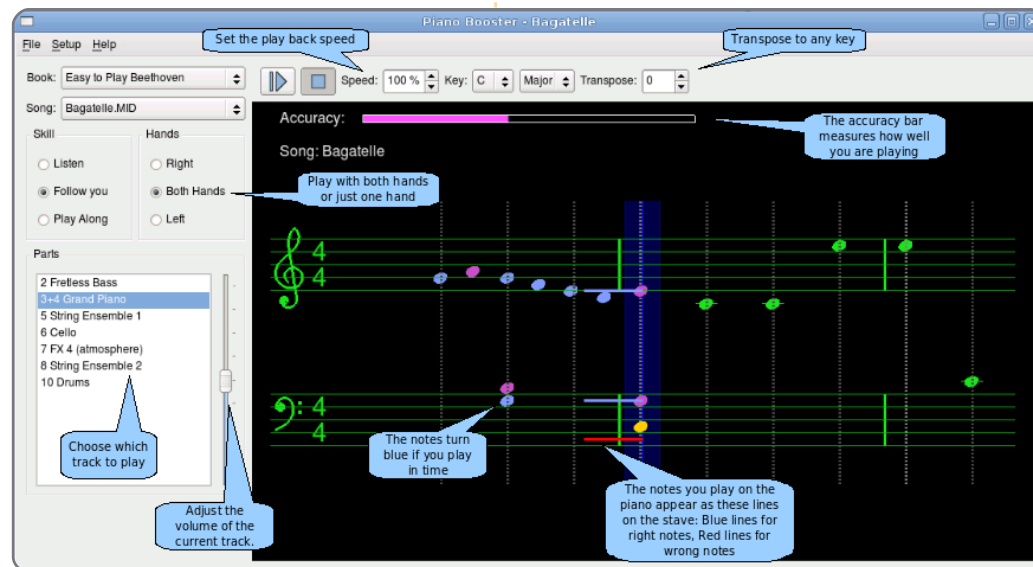 Piano Booster - Bagatelle
File Setup Help
Set the play back speed
Transpose to any key
Book: Easy to Play Beethoven
Speed: 100 % Key: C Major Transpose: 0
Song: Bagatelle.MID
Accuracy:
The accuracy bar
measures how well
you are playing
Song: Bagatelle
Skill
Hands
Listen
Right
Follow you
Both Hands
Play Along
Left
Play with both hands
or just one hand
Parts
2 Fretless Bass
3+4 Grand Piano
5 String Ensemble 1
6 Cello
7 FX 4 (atmosphere)
8 String Ensemble 2
10 Drums
4
4
4
4
Choose which
track to play
The notes turn
blue if you play
in time
Adjust the
volume of the
current track.
The notes you play on the
piano appear as these lines
on the stave: Blue lines for
right notes, Red lines for
wrong notes